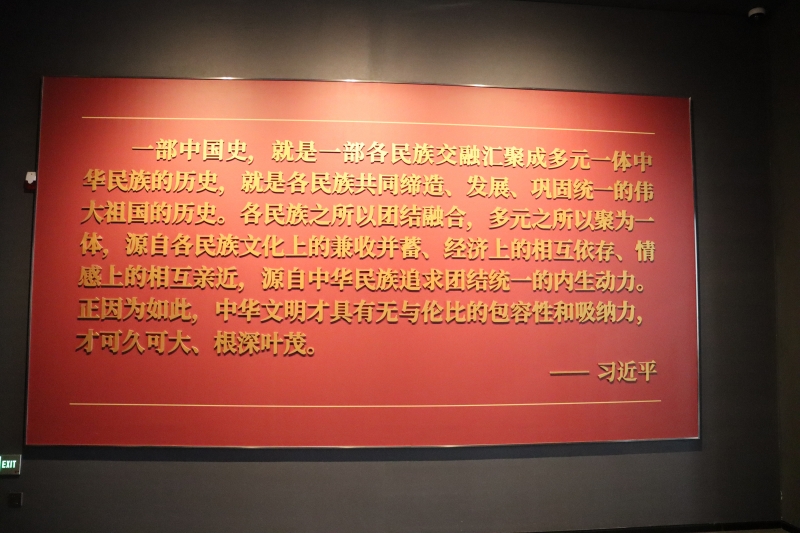 一部中国史，就是一部各民族交融汇聚成多元一体中
华民族的历史，就是各民族共同缔造、发展、巩固统一的伟
大祖国的历史。各民族之所以团结融合，多元之所以聚为一
体，源自各民族文化上的兼收并蓄、经济上的相互依存、情
感上的相互亲近，源自中华民族追求团结统一的内生动力。
正因为如此，中华文明才具有无与伦比的包容性和吸纳力，
才可久可大、根深叶茂。
—— 习近平
EXIT